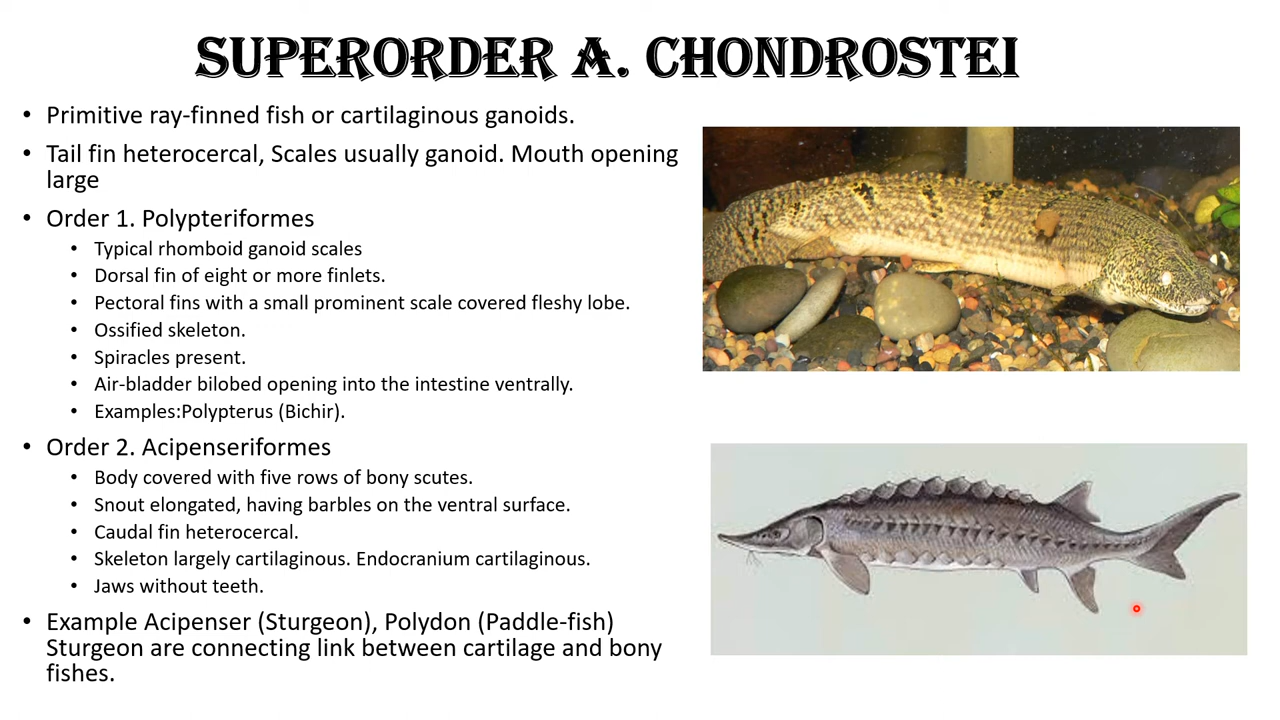 SUPERORDER A. CHONDROSTEI
• Primitive ray-finned fish or cartilaginous ganoids.
• Tail fin heterocercal, Scales usually ganoid. Mouth opening
large
• Order 1. Polypteriformes
• Typical rhomboid ganoid scales
• Dorsal fin of eight or more finlets.
• Pectoral fins with a small prominent scale covered fleshy lobe.
• Ossified skeleton.
• Spiracles present.
• Air-bladder bilobed opening into the intestine ventrally.
• Examples:Polypterus (Bichir).
• Order 2. Acipenseriformes
• Body covered with five rows of bony scutes.
• Snout elongated, having barbles on the ventral surface.
• Caudal fin heterocercal.
• Skeleton largely cartilaginous. Endocranium cartilaginous.
• Jaws without teeth.
• Example Acipenser (Sturgeon), Polydon (Paddle-fish)
Sturgeon are connecting link between cartilage and bony
fishes.